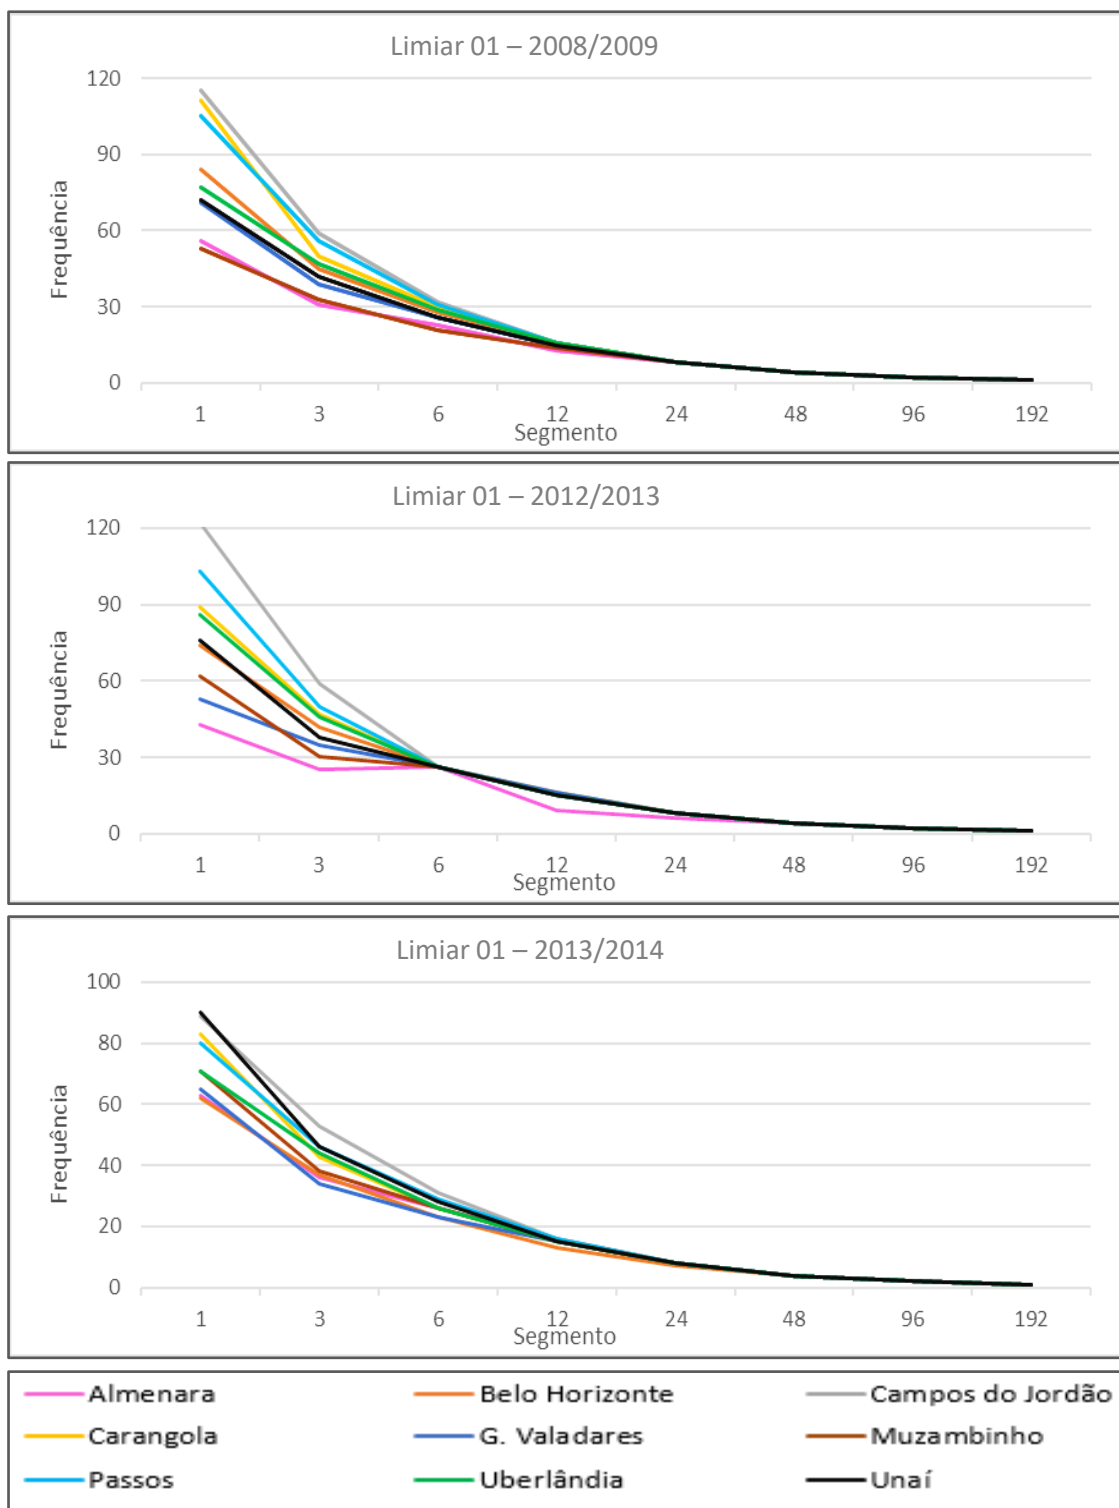 Limiar 01 – 2008/2009
120
90
60
30
0
Frequência
1 3 6 12 24 48 96 192
Segmento
Limiar 01 – 2012/2013
120
90
60
30
0
Frequência
1 3 6 12 24 48 96 192
Segmento
Limiar 01 – 2013/2014
100
80
60
40
20
0
Frequência
1 3 6 12 24 48 96 192
Segmento
Almenara Belo Horizonte Campos do Jordão
Carangola G. Valadares Muzambinho
Passos Uberlândia Unaí